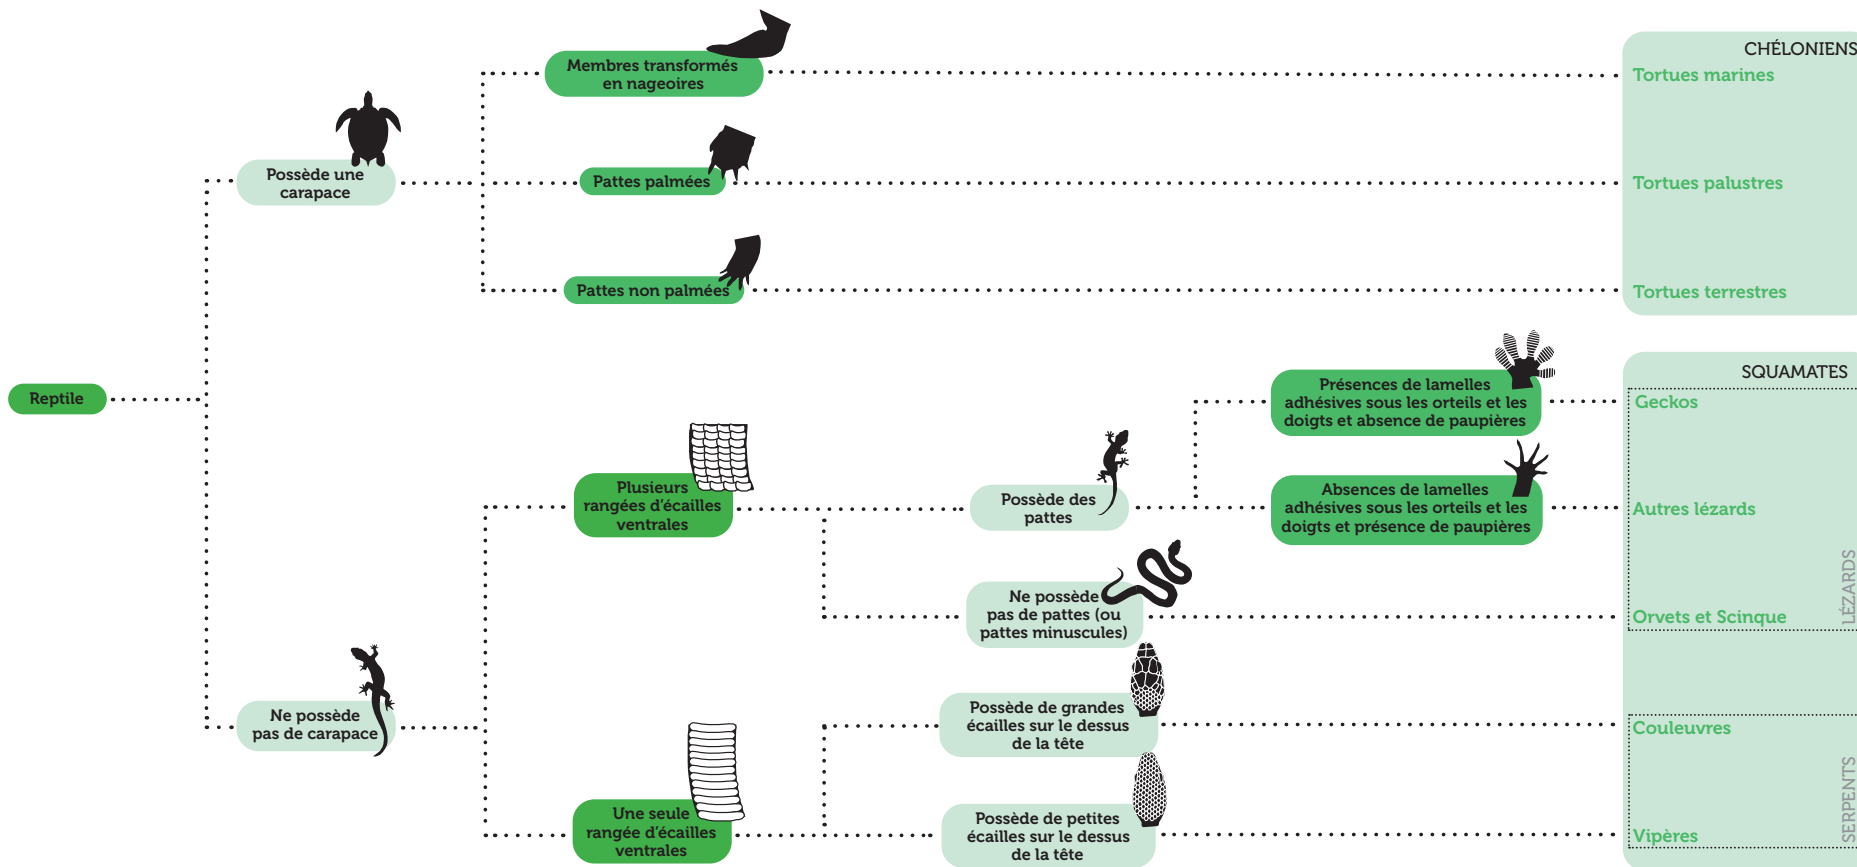 CHÉLONIENS
Membres transformés
en nageoires
Tortues marines
Possède une
carapace
Pattes palmées
Tortues palustres
Pattes non palmées
Tortues terrestres
Reptile
SQUAMATES
Présences de lamelles
adhésives sous les orteils et les
doigts et absence de paupières
Geckos
Plusieurs
rangées d'écailles
ventrales
Possède des
pattes
Absences de lamelles
adhésives sous les orteils et les
doigts et présence de paupières
Autres lézards
LÉZARDS
Ne possède
pas de pattes (ou
pattes minuscules)
Orvets et Scinque
Ne possède
pas de carapace
Possède de grandes
écailles sur le dessus
de la tête
Couleuvres
SERPENTS
Une seule
rangée d'écailles
ventrales
Possède de petites
écailles sur le dessus
de la tête
Vipères